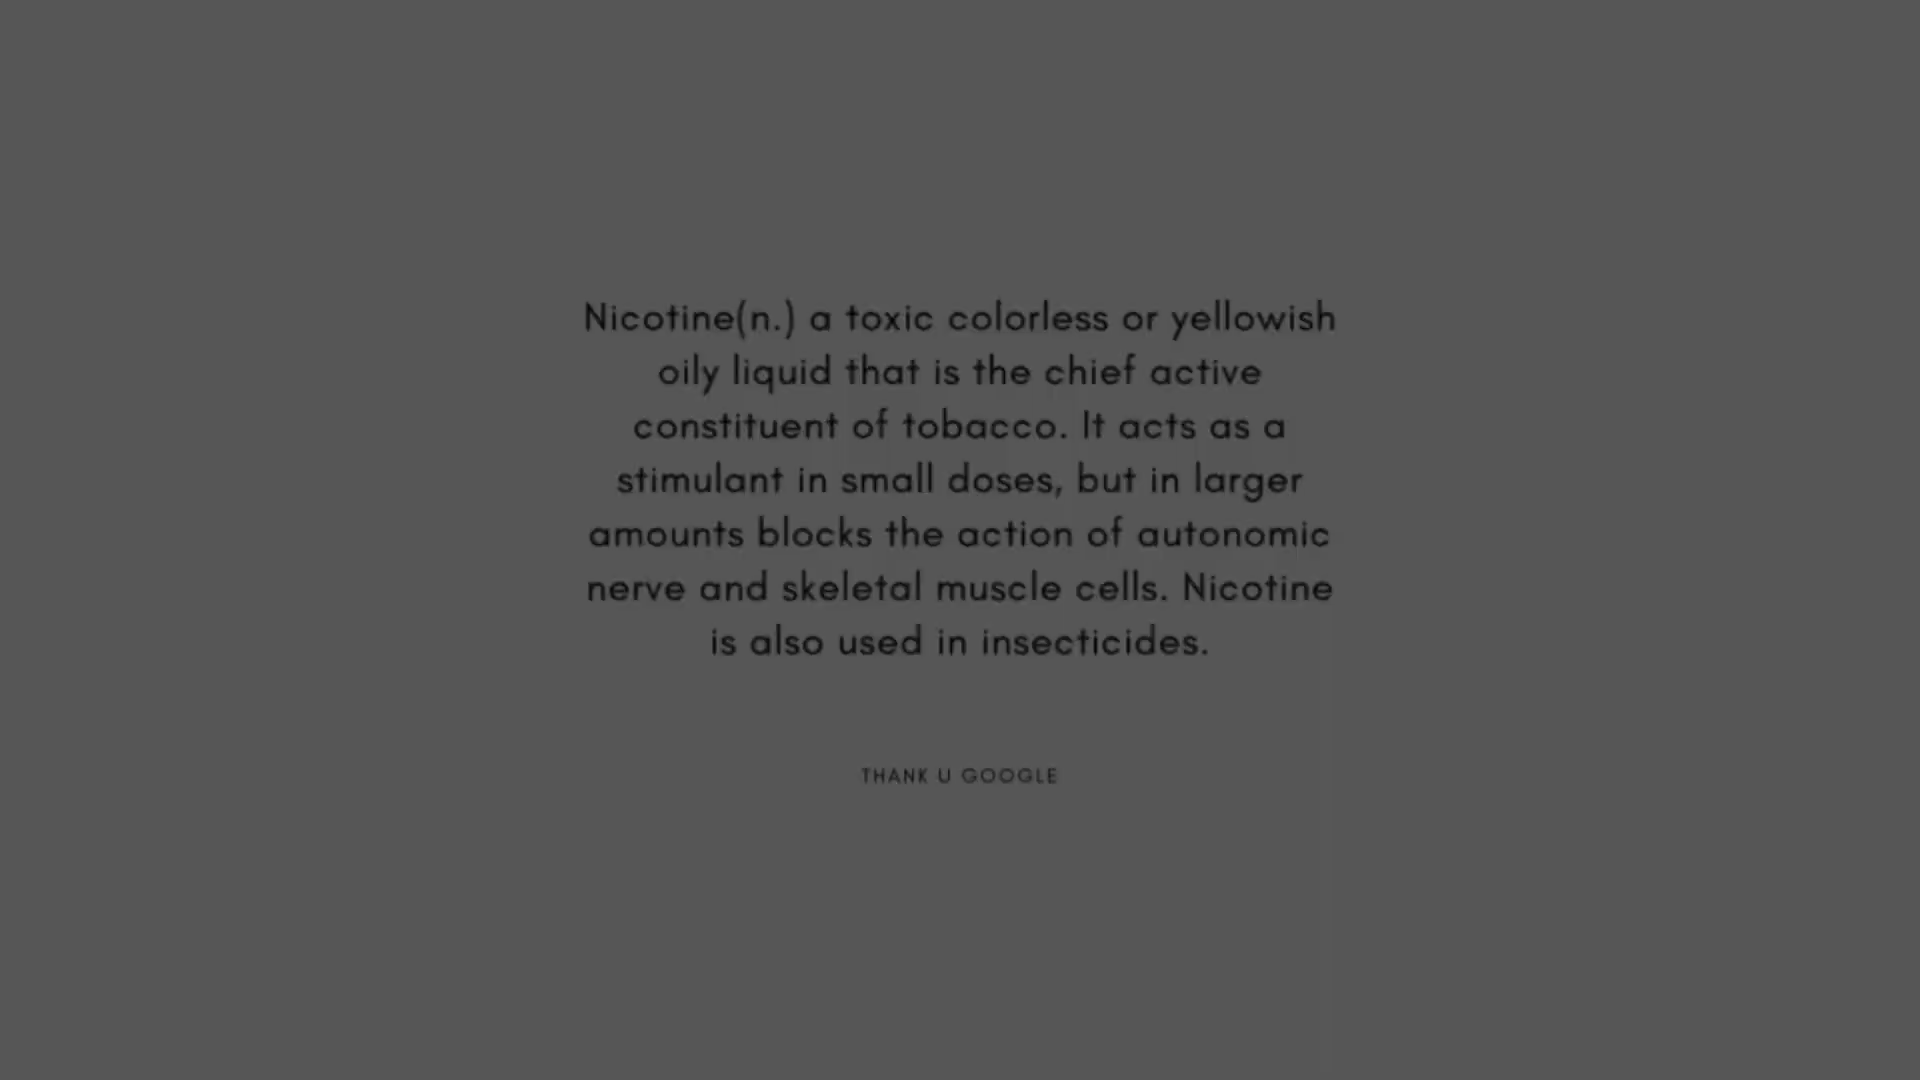 Nicotine(n.) a toxic colorless or yellowish
oily liquid that is the chief active
constituent of tobacco. It acts as a
stimulant in small doses, but in larger
amounts blocks the action of autonomic
nerve and skeletal muscle cells. Nicotine
is also used in insecticides.
THANK U GOOGLE